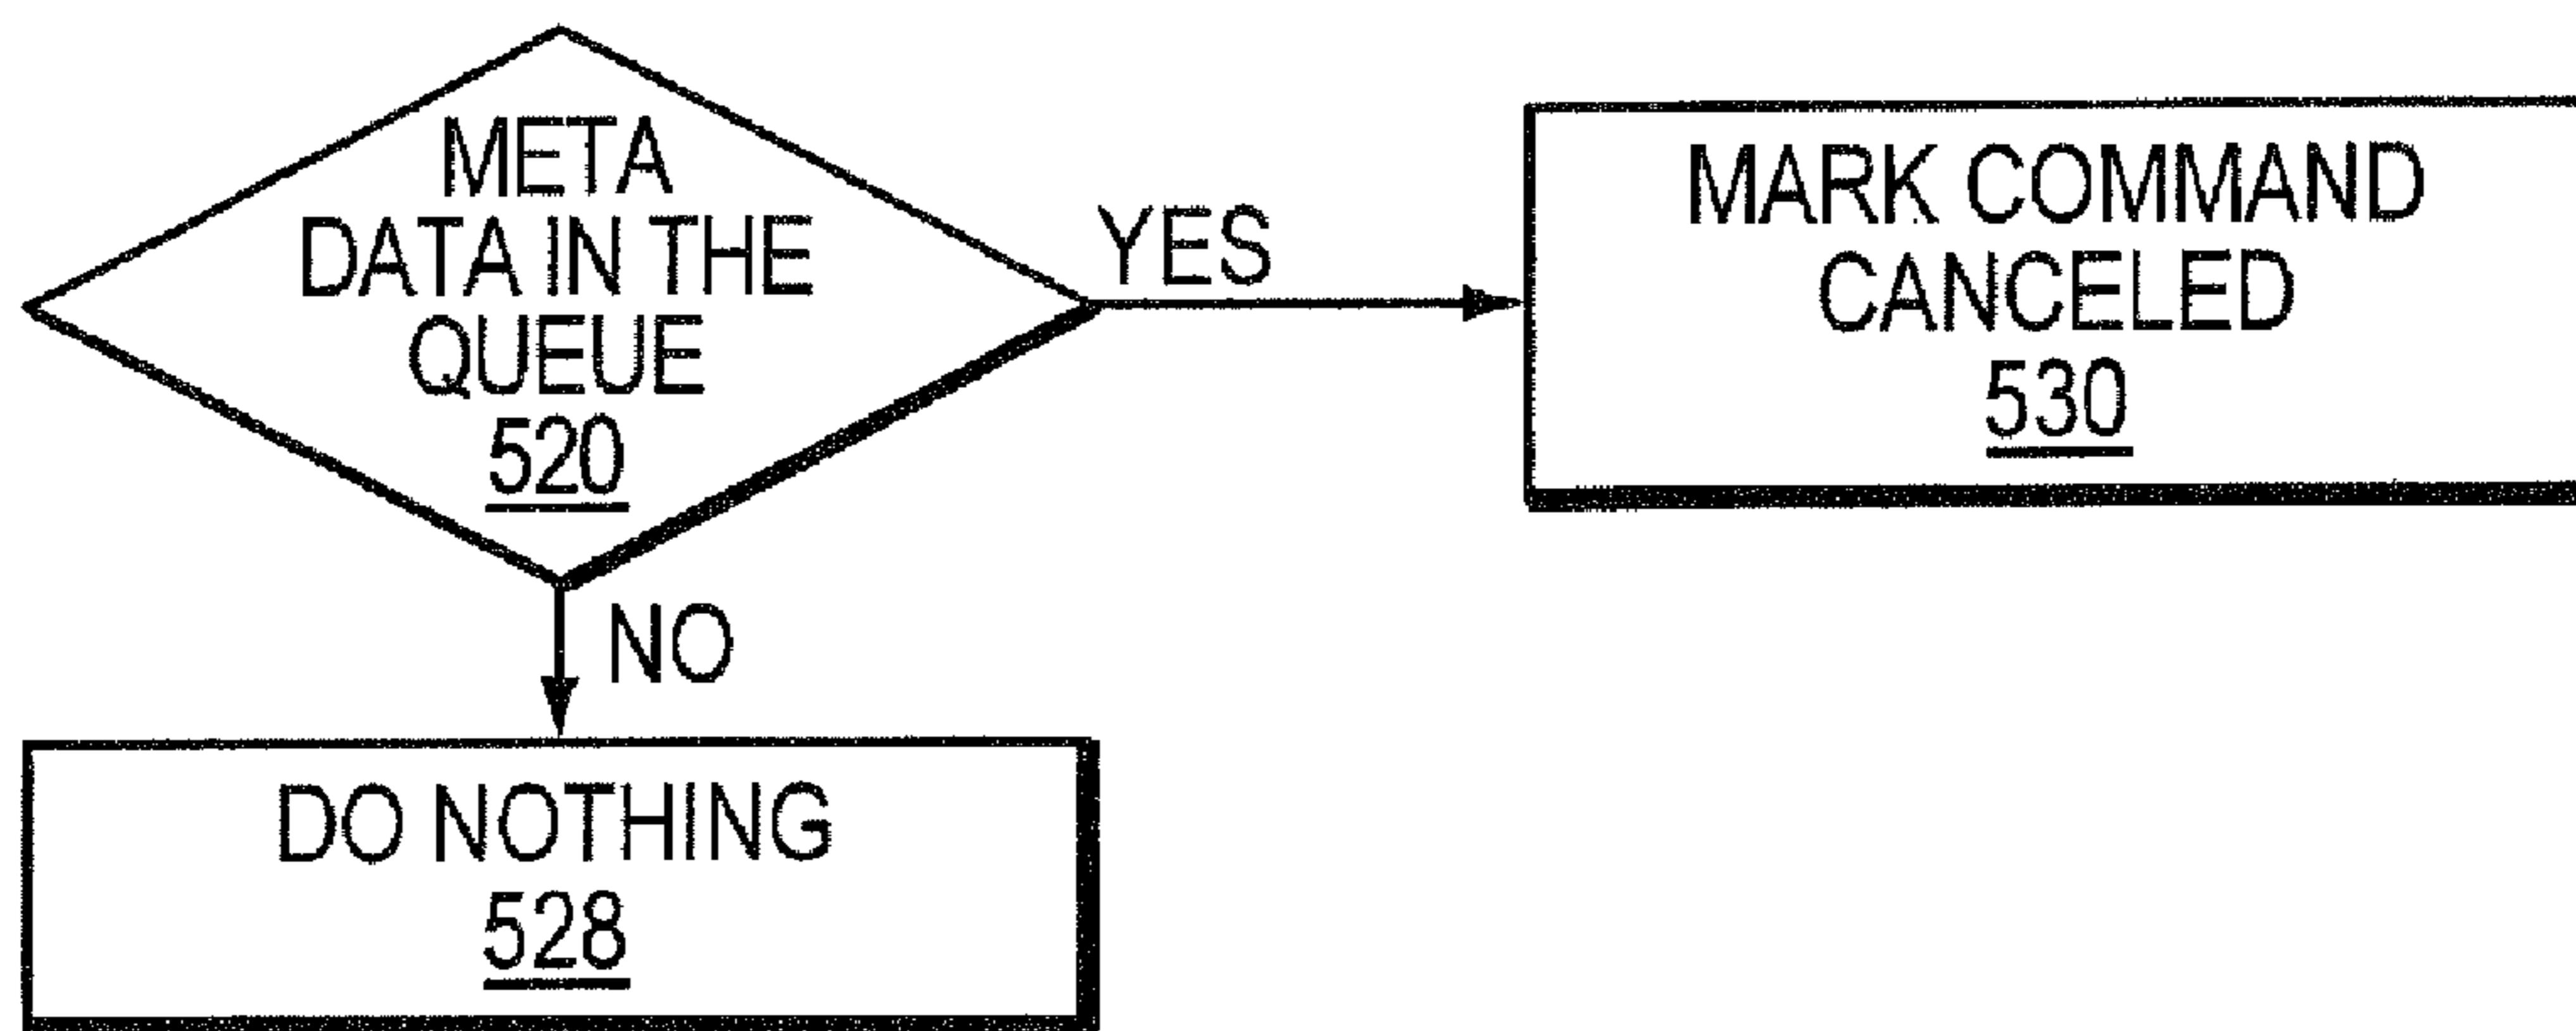 META
DATA IN THE
QUEUE
520
YES
MARK COMMAND
CANCELED
530
NO
DO NOTHING
528